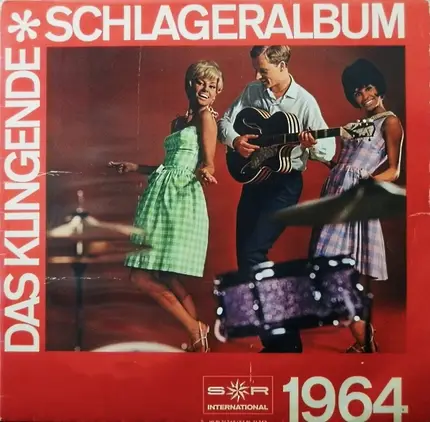 DAS KLINGENDE * SCHLAGERALBUM
S*R
INTERNATIONAL
1964